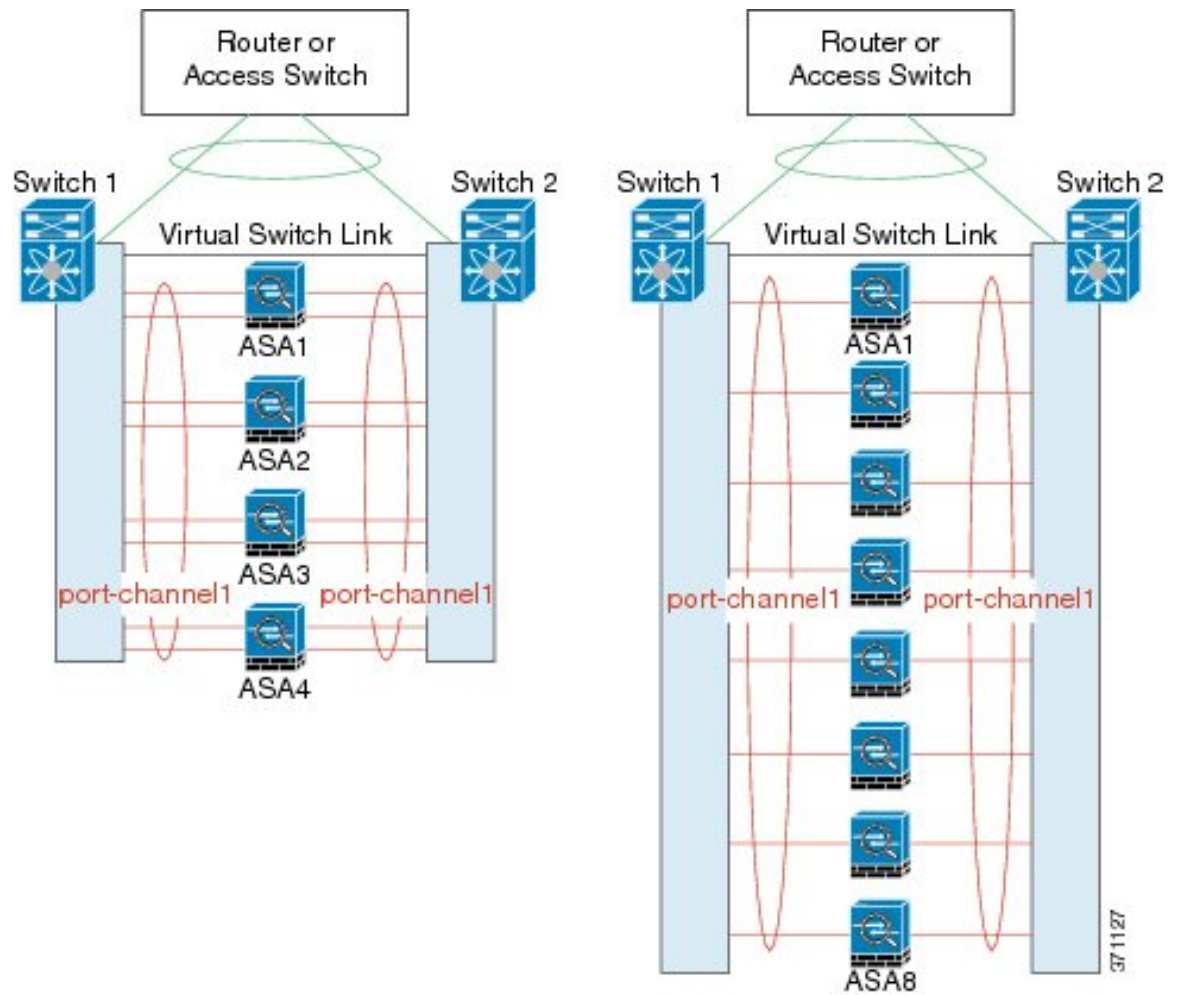 Router or
Access Switch
Switch 1
Switch 2
Virtual Switch Link
ASA1
ASA2
ASA3
port-channel1
port-channel1
ASA4
Router or
Access Switch
Switch 1
Switch 2
Virtual Switch Link
ASA1
port-channel1
port-channel1
ASA8
371127